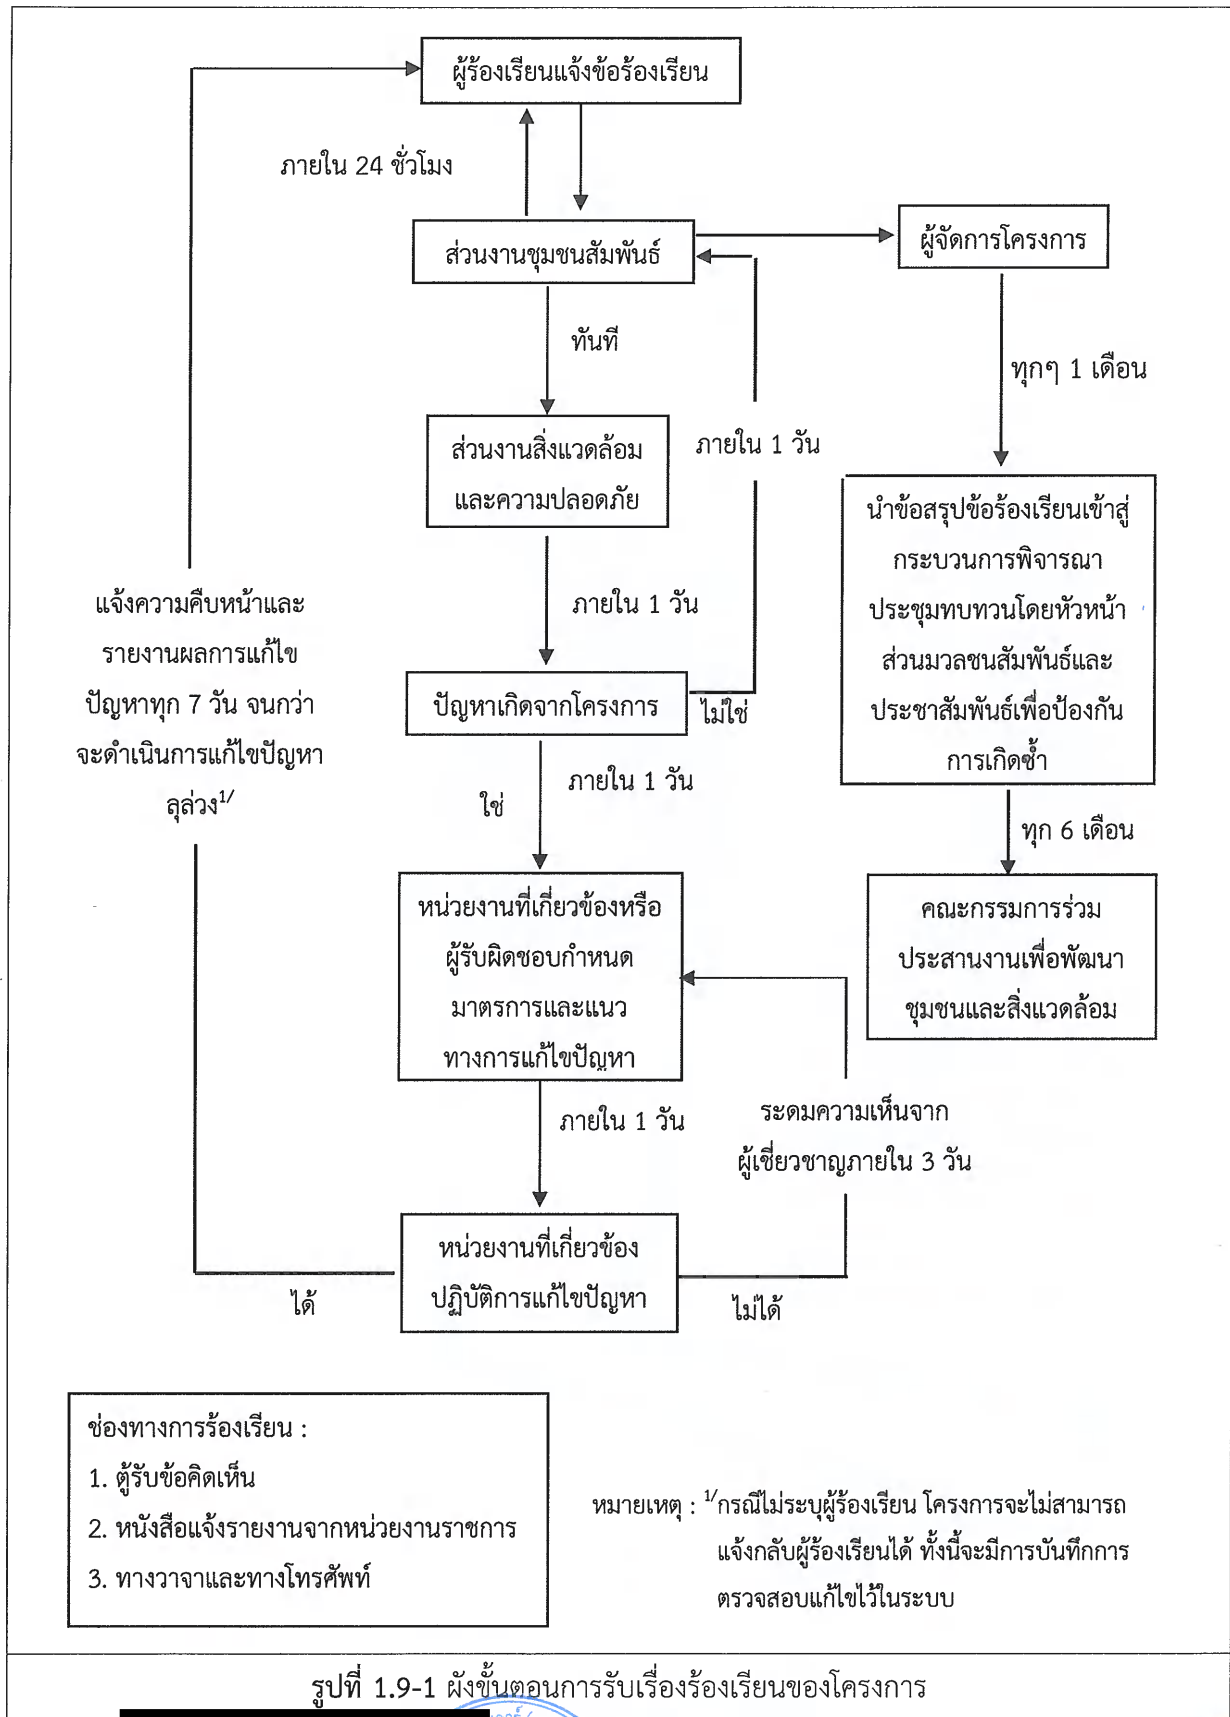 ผู้ร้องเรียนแจ้งข้อร้องเรียน
ภายใน 24 ชั่วโมง
ส่วนงานชุมชนสัมพันธ์
ผู้จัดการโครงการ
ทันที
ทุกๆ 1 เดือน
ส่วนงานสิ่งแวดล้อม
และความปลอดภัย
ภายใน 1 วัน
นำข้อสรุปข้อร้องเรียนเข้าสู่
กระบวนการพิจารณา
ประชุมทบทวนโดยหัวหน้า
ส่วนมวลชนสัมพันธ์และ
ประชาสัมพันธ์เพื่อป้องกัน
การเกิดซ้ำ
แจ้งความคืบหน้าและ
รายงานผลการแก้ไข
ปัญหาทุก 7 วัน จนกว่า
จะดำเนินการแก้ไขปัญหา
ลุล่วง1/
ภายใน 1 วัน
ปัญหาเกิดจากโครงการ
ไม่ใช่
ภายใน 1 วัน
ใช่
ทุก 6 เดือน
หน่วยงานที่เกี่ยวข้องหรือ
ผู้รับผิดชอบกำหนด
มาตรการและแนว
ทางการแก้ไขปัญหา
คณะกรรมการร่วม
ประสานงานเพื่อพัฒนา
ชุมชนและสิ่งแวดล้อม
ภายใน 1 วัน
ระดมความเห็นจาก
ผู้เชี่ยวชาญภายใน 3 วัน
หน่วยงานที่เกี่ยวข้อง
ปฏิบัติการแก้ไขปัญหา
ได้
ไม่ได้
ช่องทางการร้องเรียน :
1. ตู้รับข้อคิดเห็น
2. หนังสือแจ้งรายงานจากหน่วยงานราชการ
3. ทางวาจาและทางโทรศัพท์
หมายเหตุ : 1/กรณีไม่ระบุผู้ร้องเรียน โครงการจะไม่สามารถ
แจ้งกลับผู้ร้องเรียนได้ ทั้งนี้จะมีการบันทึกการ
ตรวจสอบแก้ไขไว้ในระบบ
รูปที่ 1.9-1 ผังขั้นตอนการรับเรื่องร้องเรียนของโครงการ